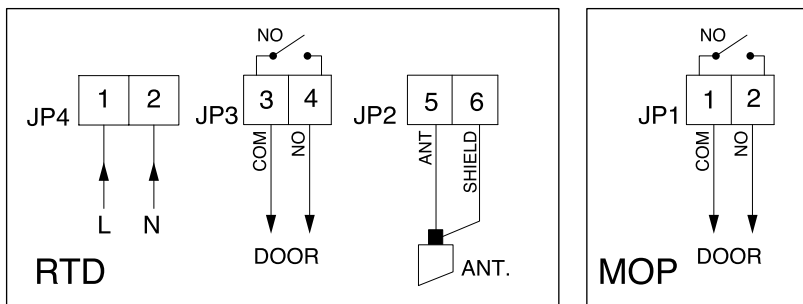 NO
1 2
JP4
L N
3 4
JP3
COM
NO
DOOR
5 6
JP2
ANT
SHIELD
ANT.
RTD
NO
1 2
JP1
COM
NO
DOOR
MOP